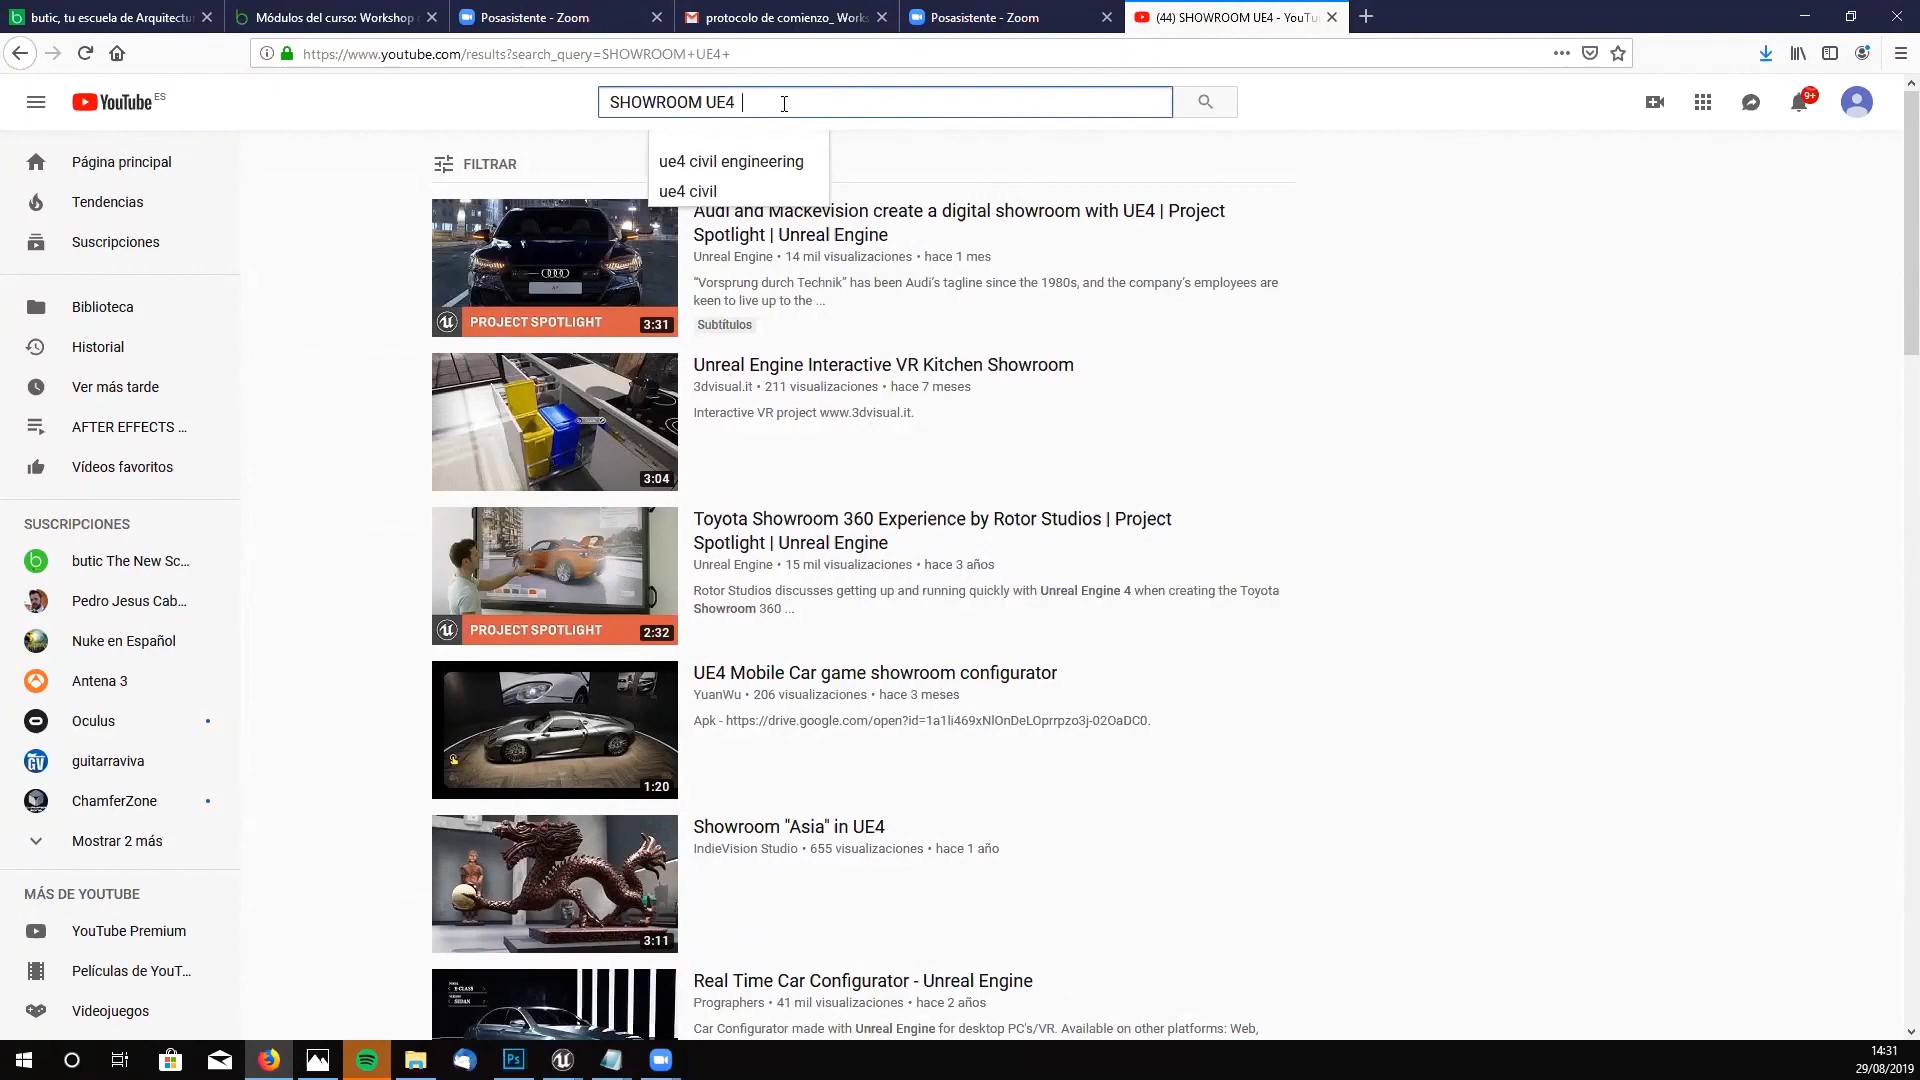 butic, tu escuela de Arquitectu
Módulos del curso: Workshop
Posasistente - Zoom
protocolo de comienzo_ Works
Posasistente - Zoom
(44) SHOWROOM UE4 - YouTu
https://www.youtube.com/results?search_query=SHOWROOM+UE4+
YouTube ES
SHOWROOM UE4
9+
ue4 civil engineering
ue4 civil
FILTRAR
Página principal
Tendencias
Suscripciones
Biblioteca
Historial
Ver más tarde
AFTER EFFECTS ...
Vídeos favoritos
SUSCRIPCIONES
butic The New Sc...
Pedro Jesus Cab...
Nuke en Español
Antena 3
Oculus
guitarraviva
ChamferZone
Mostrar 2 más
MÁS DE YOUTUBE
YouTube Premium
Películas de YouT...
Videojuegos
PROJECT SPOTLIGHT
3:31
Audi and Mackevision create a digital showroom with UE4 | Project
Spotlight | Unreal Engine
Unreal Engine • 14 mil visualizaciones • hace 1 mes
“Vorsprung durch Technik” has been Audi’s tagline since the 1980s, and the company’s employees are
keen to live up to the ...
Subtítulos
3:04
Unreal Engine Interactive VR Kitchen Showroom
3dvisual.it • 211 visualizaciones • hace 7 meses
Interactive VR project www.3dvisual.it.
PROJECT SPOTLIGHT
2:32
Toyota Showroom 360 Experience by Rotor Studios | Project
Spotlight | Unreal Engine
Unreal Engine • 15 mil visualizaciones • hace 3 años
Rotor Studios discusses getting up and running quickly with Unreal Engine 4 when creating the Toyota
Showroom 360 ...
1:20
UE4 Mobile Car game showroom configurator
YuanWu • 206 visualizaciones • hace 3 meses
Apk - https://drive.google.com/open?id=1a1li469xNlOnDeLOprrpzo3j-02OaDC0.
3:11
Showroom "Asia" in UE4
IndieVision Studio • 655 visualizaciones • hace 1 año
E-CLASS
SEDAN
Real Time Car Configurator - Unreal Engine
Prographers • 41 mil visualizaciones • hace 2 años
Car Configurator made with Unreal Engine for desktop PC's/VR. Available on other platforms: Web,
Ps
14:31
29/08/2019